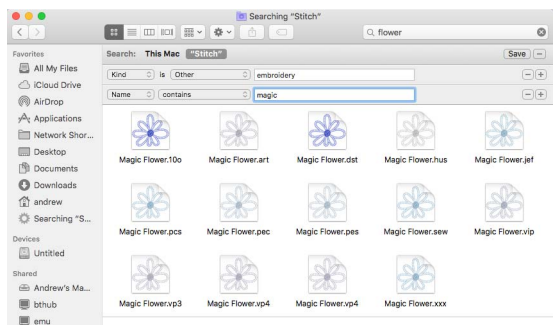 Searching "Stitch"
flower
Favorites
All My Files
iCloud Drive
AirDrop
Applications
Network Shor...
Desktop
Documents
Downloads
andrew
Searching "S...
Devices
Untitled
Shared
Andrew's Ma...
bthub
emu
Search: This Mac "Stitch" Save
Kind is Other embroidery
Name contains magic
Magic Flower.10o Magic Flower.art Magic Flower.dst Magic Flower.hus Magic Flower.jef
Magic Flower.pcs Magic Flower.pec Magic Flower.pes Magic Flower.sew Magic Flower.vip
Magic Flower.vp3 Magic Flower.vp4 Magic Flower.vp4 Magic Flower.xxx